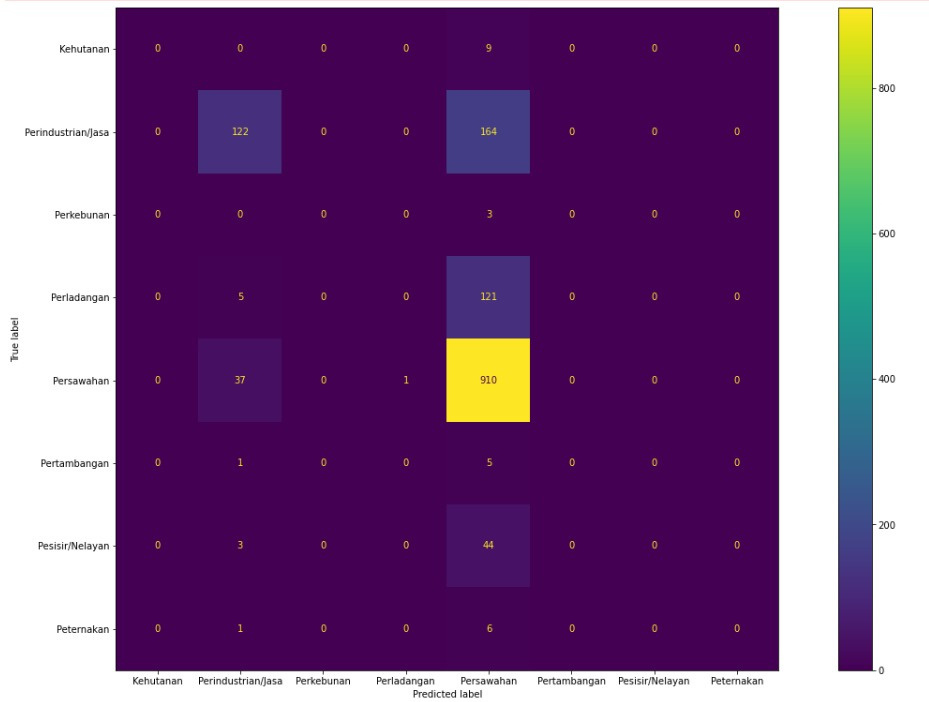 Kehutanan 0 0 0 0 9 0 0 0
800
Perindustrian/Jasa 0 122 0 0 164 0 0 0
Perkebunan 0 0 0 0 3 0 0 0
600
Perladangan 0 5 0 0 121 0 0 0
True label
Persawahan 0 37 0 1 910 0 0 0
400
Pertambangan 0 1 0 0 5 0 0 0
200
Pesisir/Nelayan 0 3 0 0 44 0 0 0
Peternakan 0 1 0 0 6 0 0 0
0
Kehutanan Perindustrian/Jasa Perkebunan Perladangan Persawahan Pertambangan Pesisir/Nelayan Peternakan
Predicted label